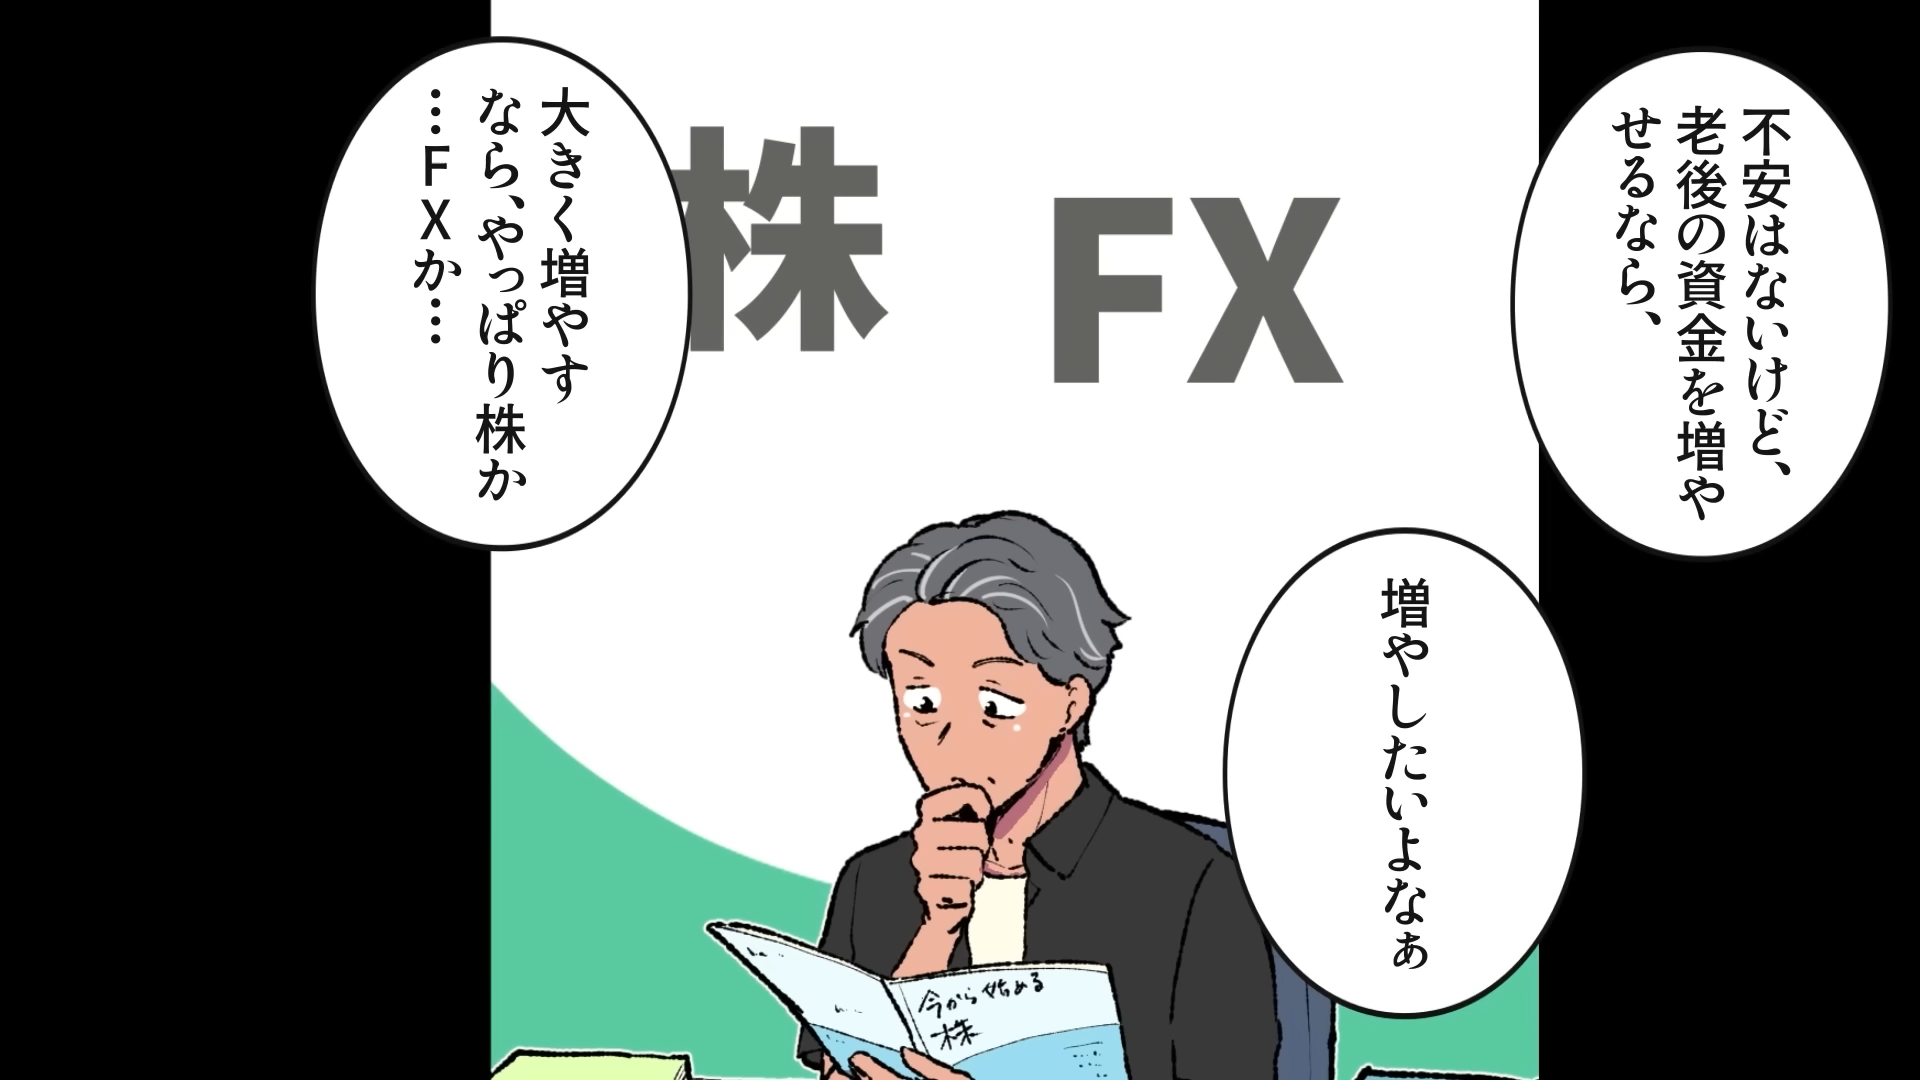 不安はないけど、
老後の資金を増や
せるなら、
増やしたいよなぁ
FX
株
大きく増やす
なら、やっぱり株か
…FXか…
今から始める
株